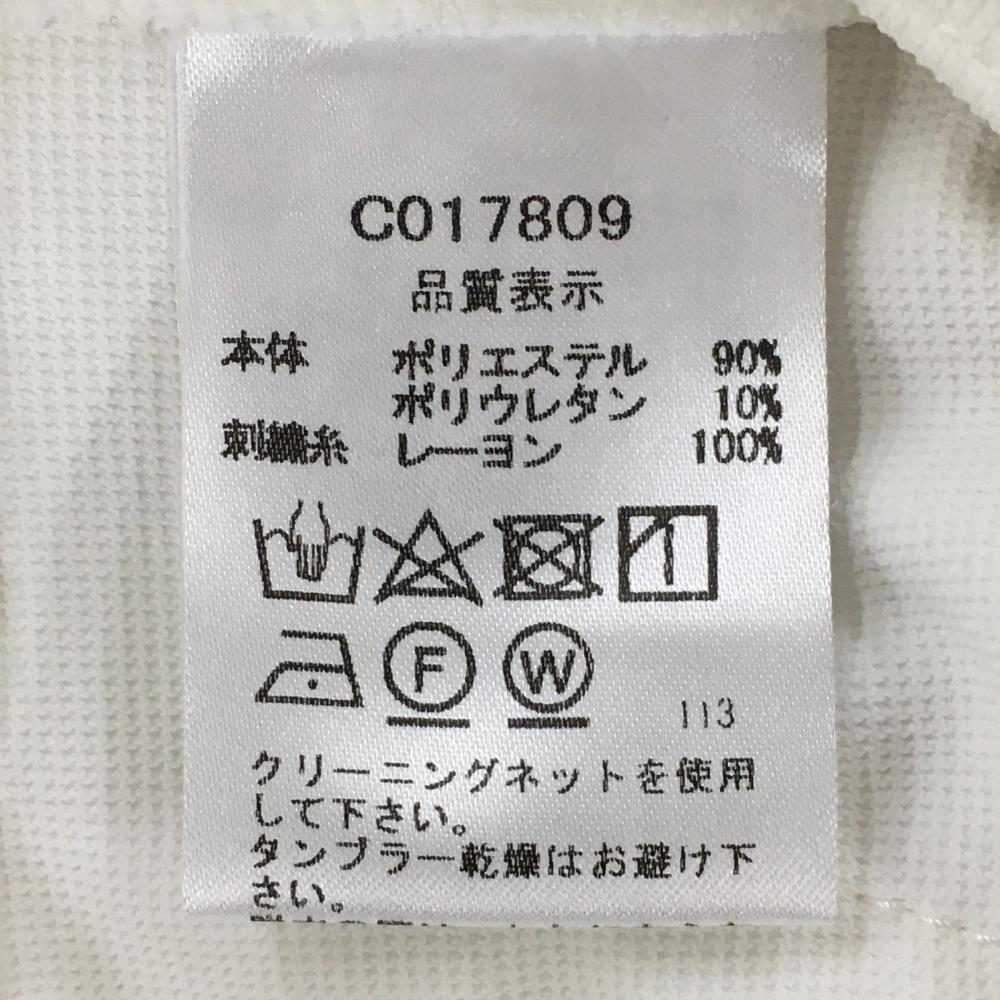 C017809
品質表示
本体 ポリエステル 90%
ポリウレタン 10%
刺繍糸 レーヨン 100%
F W
113
クリーニングネットを使用
して下さい。
タンブラー乾燥はお避け下
さい。